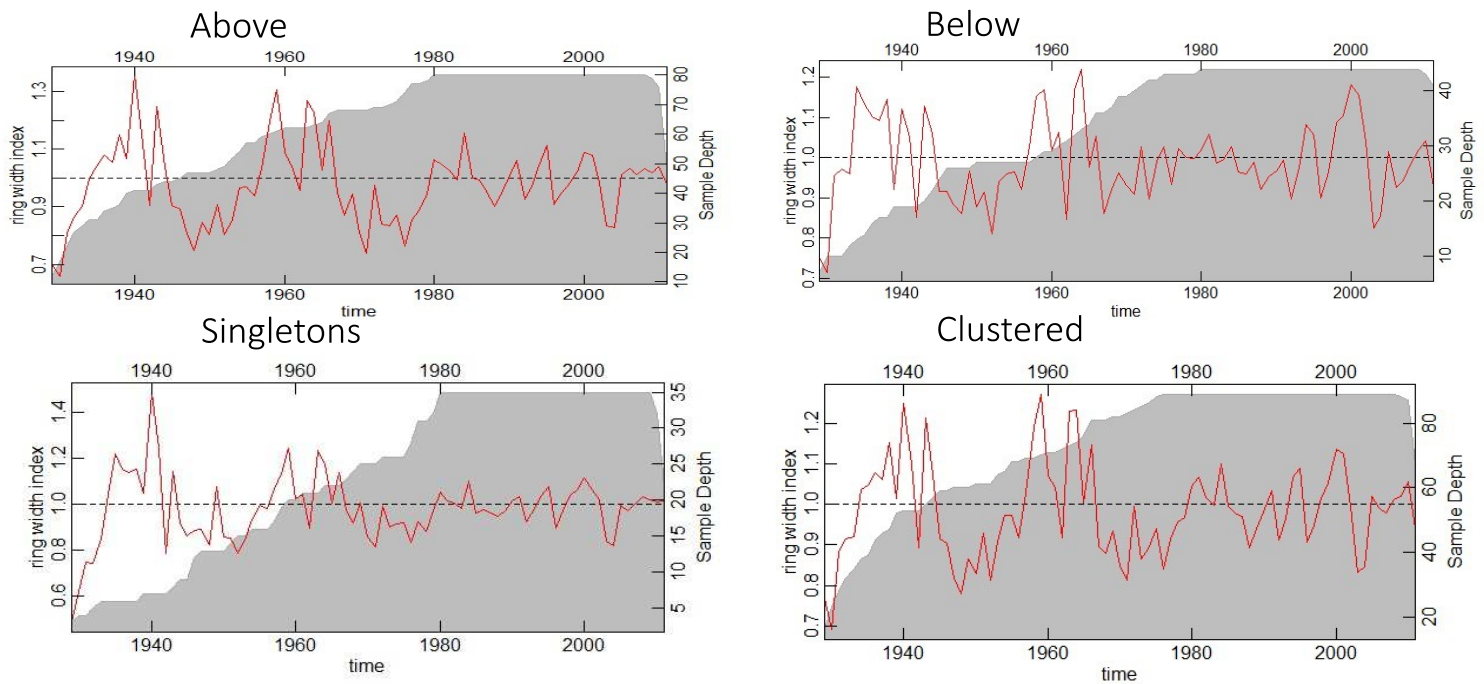 Above
1940 1960 1980 2000
ring width index
0.7 0.9 1.1 1.3
10 20 30 40 50 60 70 80
Sample Depth
1940 1960 1980 2000
time
Below
1940 1960 1980 2000
ring width index
0.7 0.8 0.9 1.0 1.1 1.2
10 20 30 40
Sample Depth
1940 1960 1980 2000
time
Singletons
1940 1960 1980 2000
ring width index
0.6 0.8 1.0 1.2 1.4
5 10 15 20 25 30 35
Sample Depth
1940 1960 1980 2000
time
Clustered
1940 1960 1980 2000
ring width index
0.7 0.8 0.9 1.0 1.1 1.2
20 40 60 80
Sample Depth
1940 1960 1980 2000
time